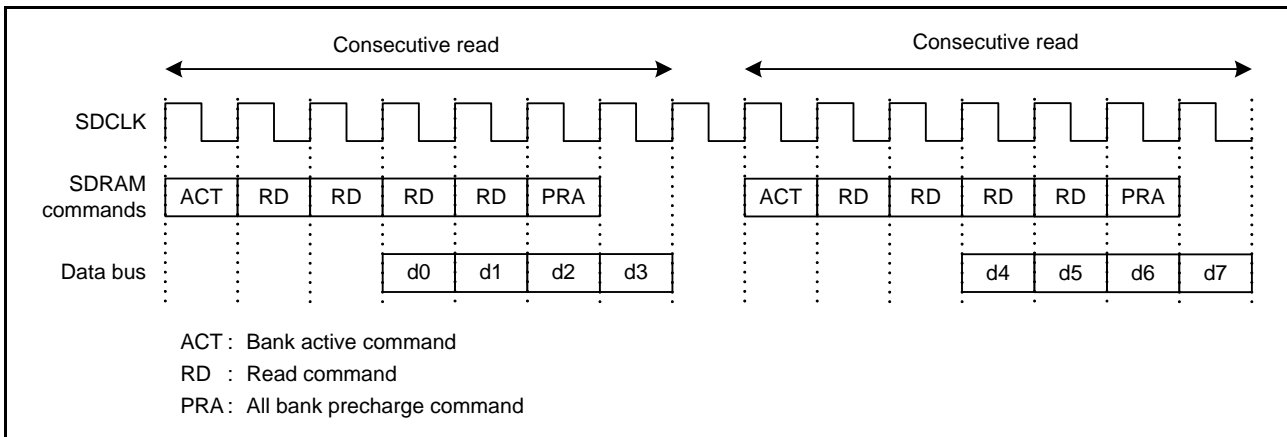 Consecutive read Consecutive read
SDCLK
SDRAM
commands
ACT RD RD RD RD PRA ACT RD RD RD RD PRA
Data bus d0 d1 d2 d3 d4 d5 d6 d7
ACT : Bank active command
RD : Read command
PRA : All bank precharge command